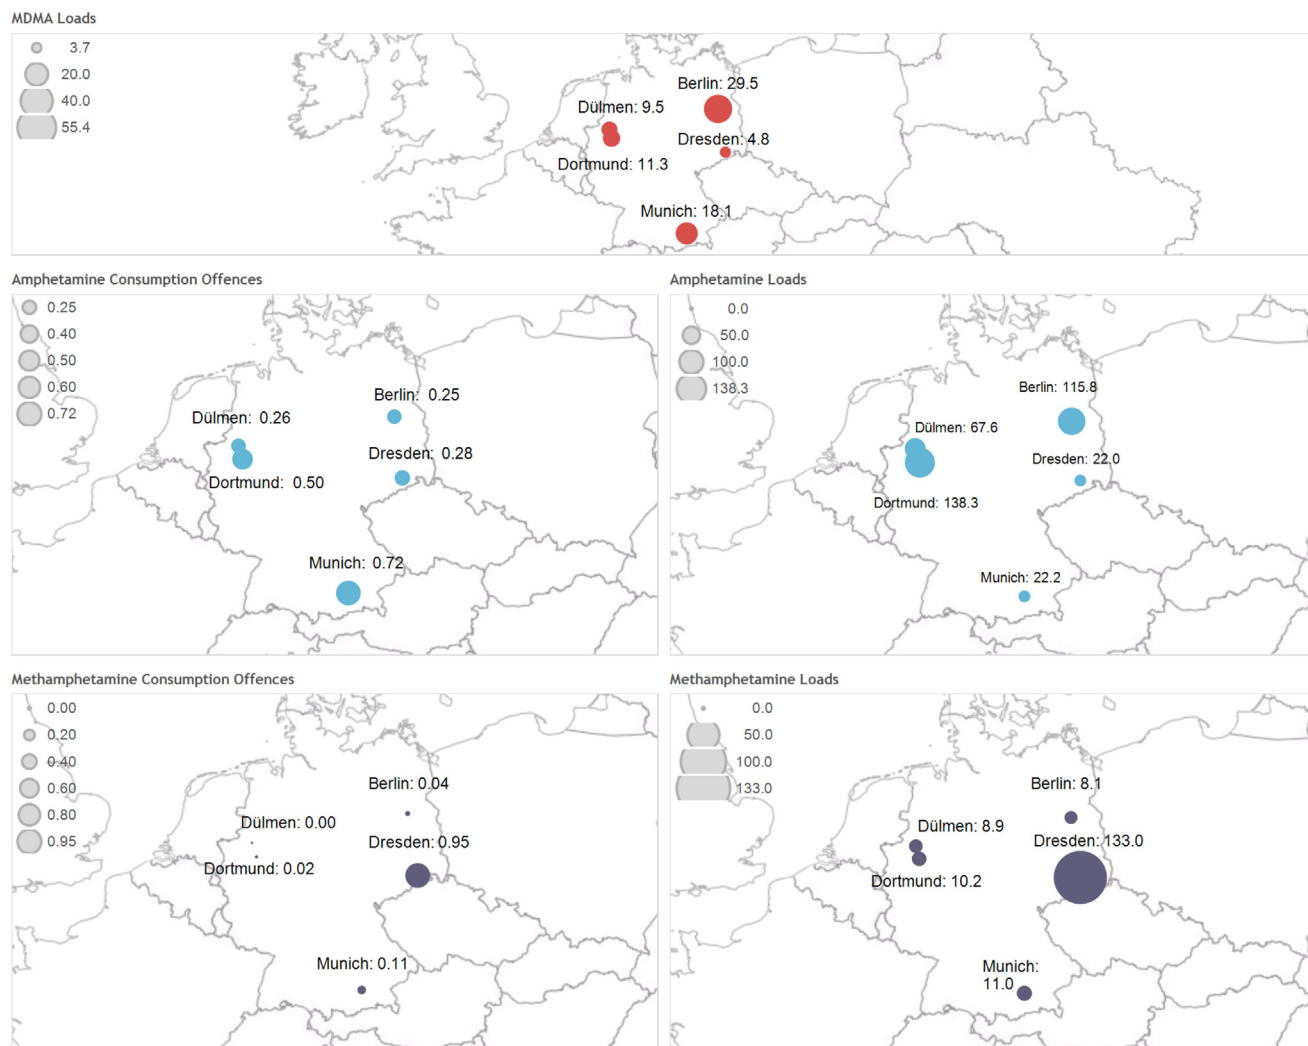 MDMA Loads
3.7
20.0
40.0
55.4
Berlin: 29.5
Dülmen: 9.5
Dresden: 4.8
Dortmund: 11.3
Munich: 18.1
Amphetamine Consumption Offences
0.25
0.40
0.50
0.60
0.72
Berlin: 0.25
Dülmen: 0.26
Dresden: 0.28
Dortmund: 0.50
Munich: 0.72
Amphetamine Loads
0.0
50.0
100.0
138.3
Berlin: 115.8
Dülmen: 67.6
Dresden: 22.0
Dortmund: 138.3
Munich: 22.2
Methamphetamine Consumption Offences
0.00
0.20
0.40
0.60
0.80
0.95
Berlin: 0.04
Dülmen: 0.00
Dresden: 0.95
Dortmund: 0.02
Munich: 0.11
Methamphetamine Loads
0.0
50.0
100.0
133.0
Berlin: 8.1
Dülmen: 8.9
Dresden: 133.0
Dortmund: 10.2
Munich:
11.0